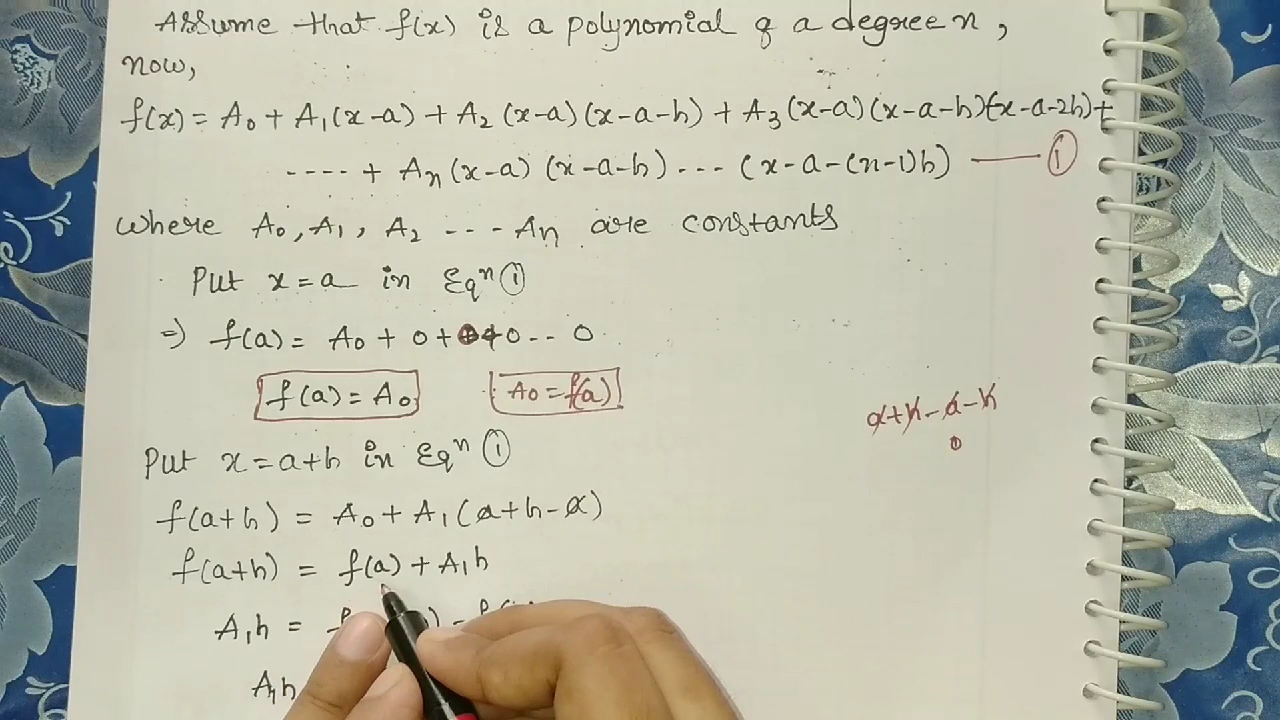 Assume that f(x) is a polynomial of a degree n,
now,
f(x) = A₀ + A₁(x-a) + A₂ (x-a)(x-a-h) + A₃ (x-a)(x-a-h)(x-a-2h)+
---- + Aₙ (x-a) (x-a-h) --- (x-a-(n-1)h) —— ①
where A₀, A₁, A₂ --- Aₙ are constants
Put x=a in Eqⁿ ①
=) f(a) = A₀ + 0 + 0 + 0 -- 0
f(a) = A₀ A₀ = f(a)
a+h-a-h
0
Put x=a+h in Eqⁿ ①
f(a+h) = A₀ + A₁ (a+h-a)
f(a+h) = f(a) + A₁h
A₁h =
A₁h